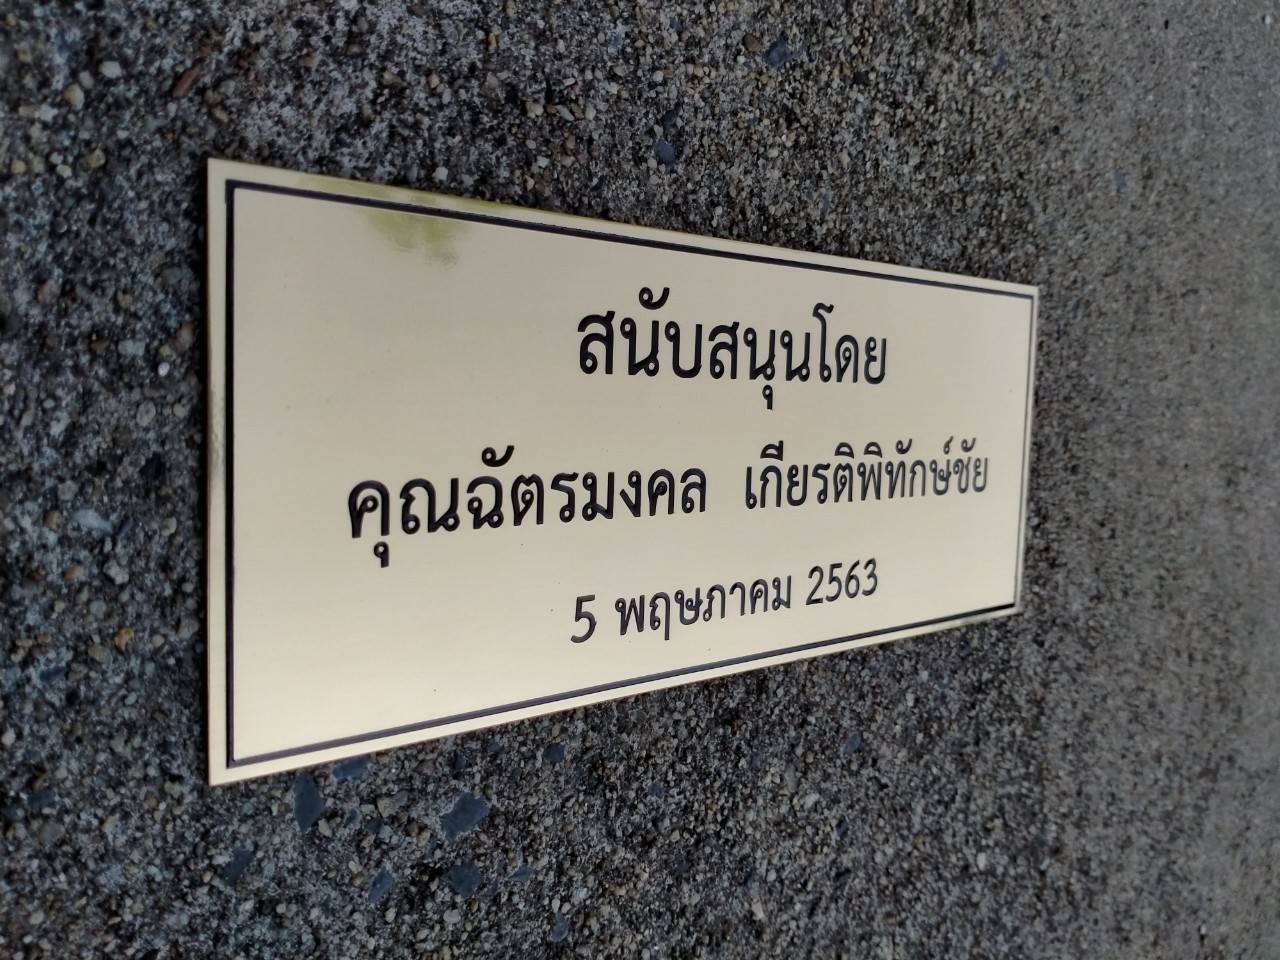 สนับสนุนโดย
คุณฉัตรมงคล เกียรติพิทักษ์ชัย
5 พฤษภาคม 2563